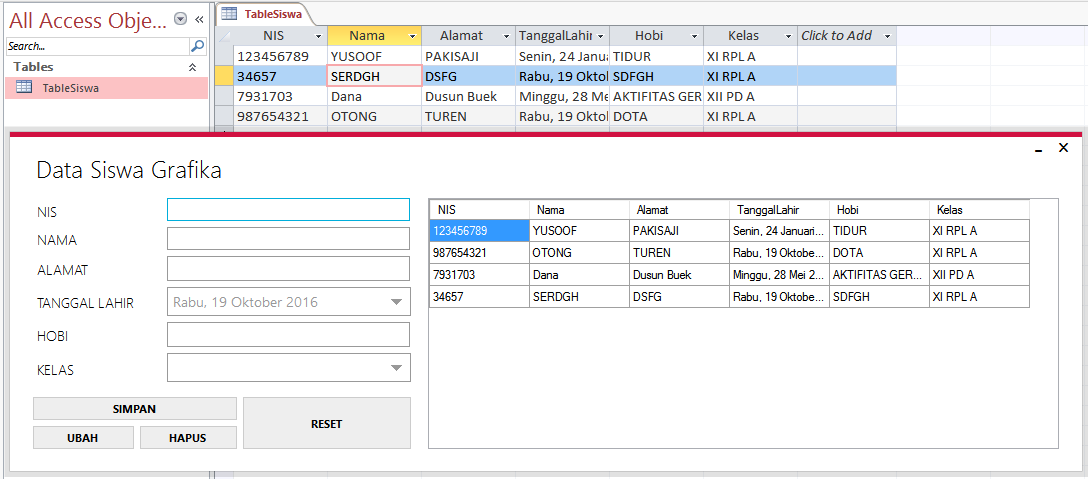 All Access Obje...
Search...
Tables
TableSiswa
TableSiswa
NIS Nama Alamat TanggalLahir Hobi Kelas Click to Add
123456789 YUSOOF PAKISAJI Senin, 24 Janua TIDUR XI RPL A
34657 SERDGH DSFG Rabu, 19 Oktol SDFGH XI RPL A
7931703 Dana Dusun Buek Minggu, 28 Me AKTIFITAS GER XII PD A
987654321 OTONG TUREN Rabu, 19 Oktol DOTA XI RPL A
Data Siswa Grafika
NIS
NAMA
ALAMAT
TANGGAL LAHIR Rabu, 19 Oktober 2016
HOBI
KELAS
SIMPAN
UBAH HAPUS RESET
NIS Nama Alamat TanggalLahir Hobi Kelas
123456789 YUSOOF PAKISAJI Senin, 24 Januari... TIDUR XI RPL A
987654321 OTONG TUREN Rabu, 19 Oktobe... DOTA XI RPL A
7931703 Dana Dusun Buek Minggu, 28 Mei 2... AKTIFITAS GER... XII PD A
34657 SERDGH DSFG Rabu, 19 Oktobe... SDFGH XI RPL A